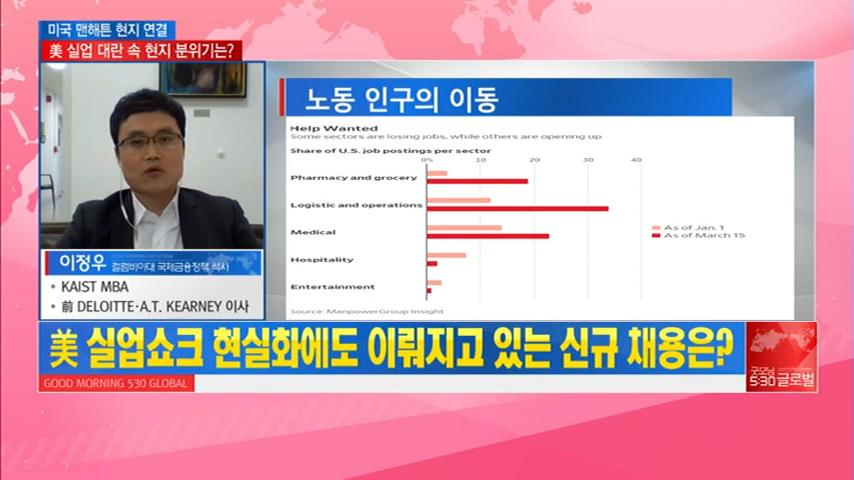 미국 맨해튼 현지 연결
美 실업 대란 속 현지 분위기는?
노동 인구의 이동
Help Wanted
Some sectors are losing jobs, while others are opening up
Share of U.S. job postings per sector
0% 10 20 30 40
Pharmacy and grocery
Logistic and operations
Medical
Hospitality
Entertainment
As of Jan. 1
As of March 15
Source: ManpowerGroup Insight
이정우 컬럼비아대 국제금융정책 석사
• KAIST MBA
• 前 DELOITTE·A.T. KEARNEY 이사
美 실업쇼크 현실화에도 이뤄지고 있는 신규 채용은?
굿모닝
5:30 글로벌
GOOD MORNING 530 GLOBAL